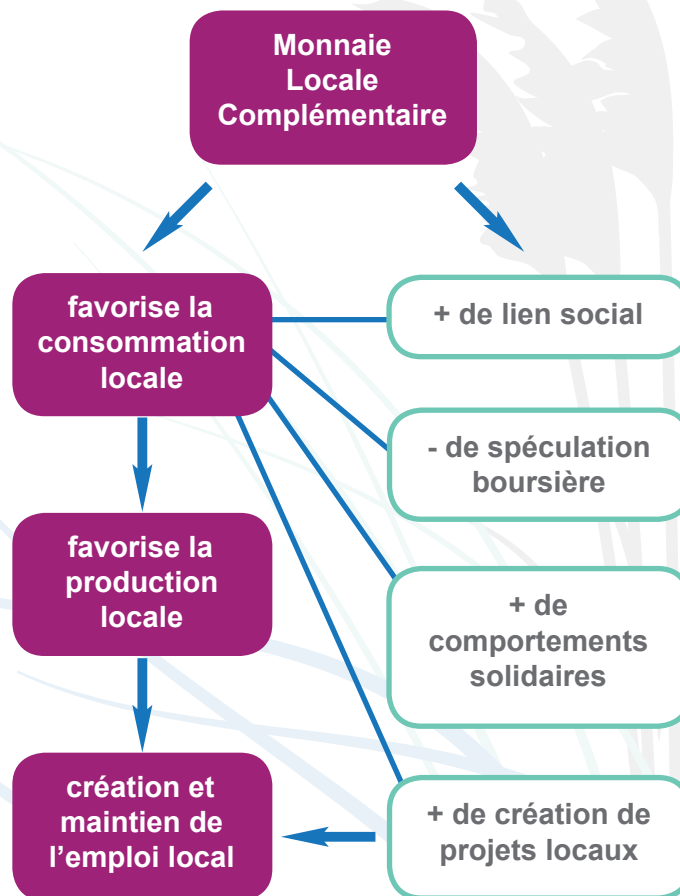 Monnaie
Locale
Complémentaire
favorise la
consommation
locale
+ de lien social
- de spéculation
boursière
favorise la
production
locale
+ de
comportements
solidaires
création et
maintien de
l’emploi local
+ de création de
projets locaux